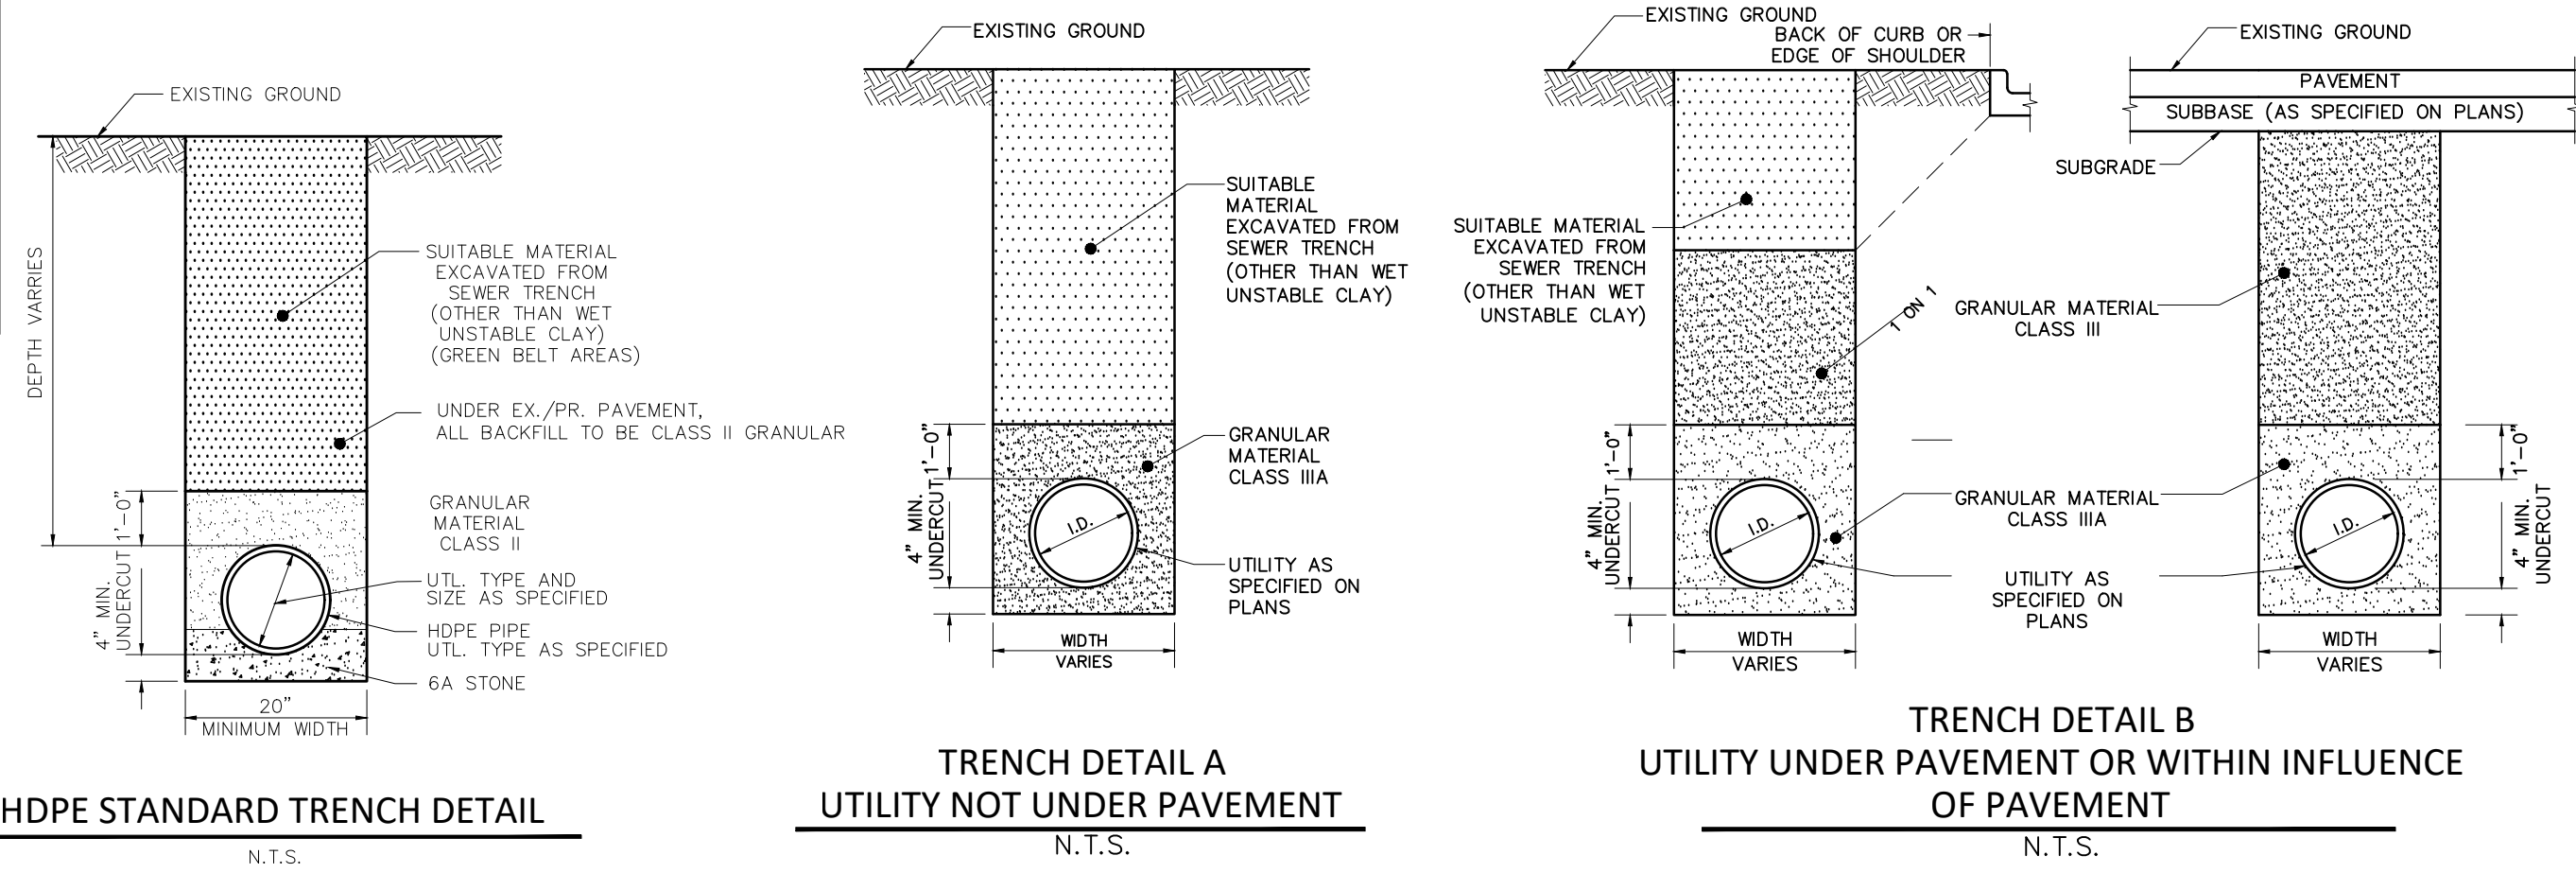 EXISTING GROUND
DEPTH VARRIES
SUITABLE MATERIAL
EXCAVATED FROM
SEWER TRENCH
(OTHER THAN WET
UNSTABLE CLAY)
(GREEN BELT AREAS)
UNDER EX./PR. PAVEMENT,
ALL BACKFILL TO BE CLASS II GRANULAR
1'-0"
4" MIN.
UNDERCUT
GRANULAR
MATERIAL
CLASS II
UTL. TYPE AND
SIZE AS SPECIFIED
HDPE PIPE
UTL. TYPE AS SPECIFIED
6A STONE
20"
MINIMUM WIDTH
HDPE STANDARD TRENCH DETAIL
N.T.S.
EXISTING GROUND
SUITABLE
MATERIAL
EXCAVATED FROM
SEWER TRENCH
(OTHER THAN WET
UNSTABLE CLAY)
1'-0"
4" MIN.
UNDERCUT
GRANULAR
MATERIAL
CLASS IIIA
I.D.
UTILITY AS
SPECIFIED ON
PLANS
WIDTH
VARIES
TRENCH DETAIL A
UTILITY NOT UNDER PAVEMENT
N.T.S.
EXISTING GROUND
BACK OF CURB OR
EDGE OF SHOULDER
SUITABLE MATERIAL
EXCAVATED FROM
SEWER TRENCH
(OTHER THAN WET
UNSTABLE CLAY)
1 ON 1
1'-0"
4" MIN.
UNDERCUT
I.D.
WIDTH
VARIES
EXISTING GROUND
PAVEMENT
SUBBASE (AS SPECIFIED ON PLANS)
SUBGRADE
GRANULAR MATERIAL
CLASS III
GRANULAR MATERIAL
CLASS IIIA
UTILITY AS
SPECIFIED ON
PLANS
I.D.
1'-0"
4" MIN.
UNDERCUT
WIDTH
VARIES
TRENCH DETAIL B
UTILITY UNDER PAVEMENT OR WITHIN INFLUENCE
OF PAVEMENT
N.T.S.